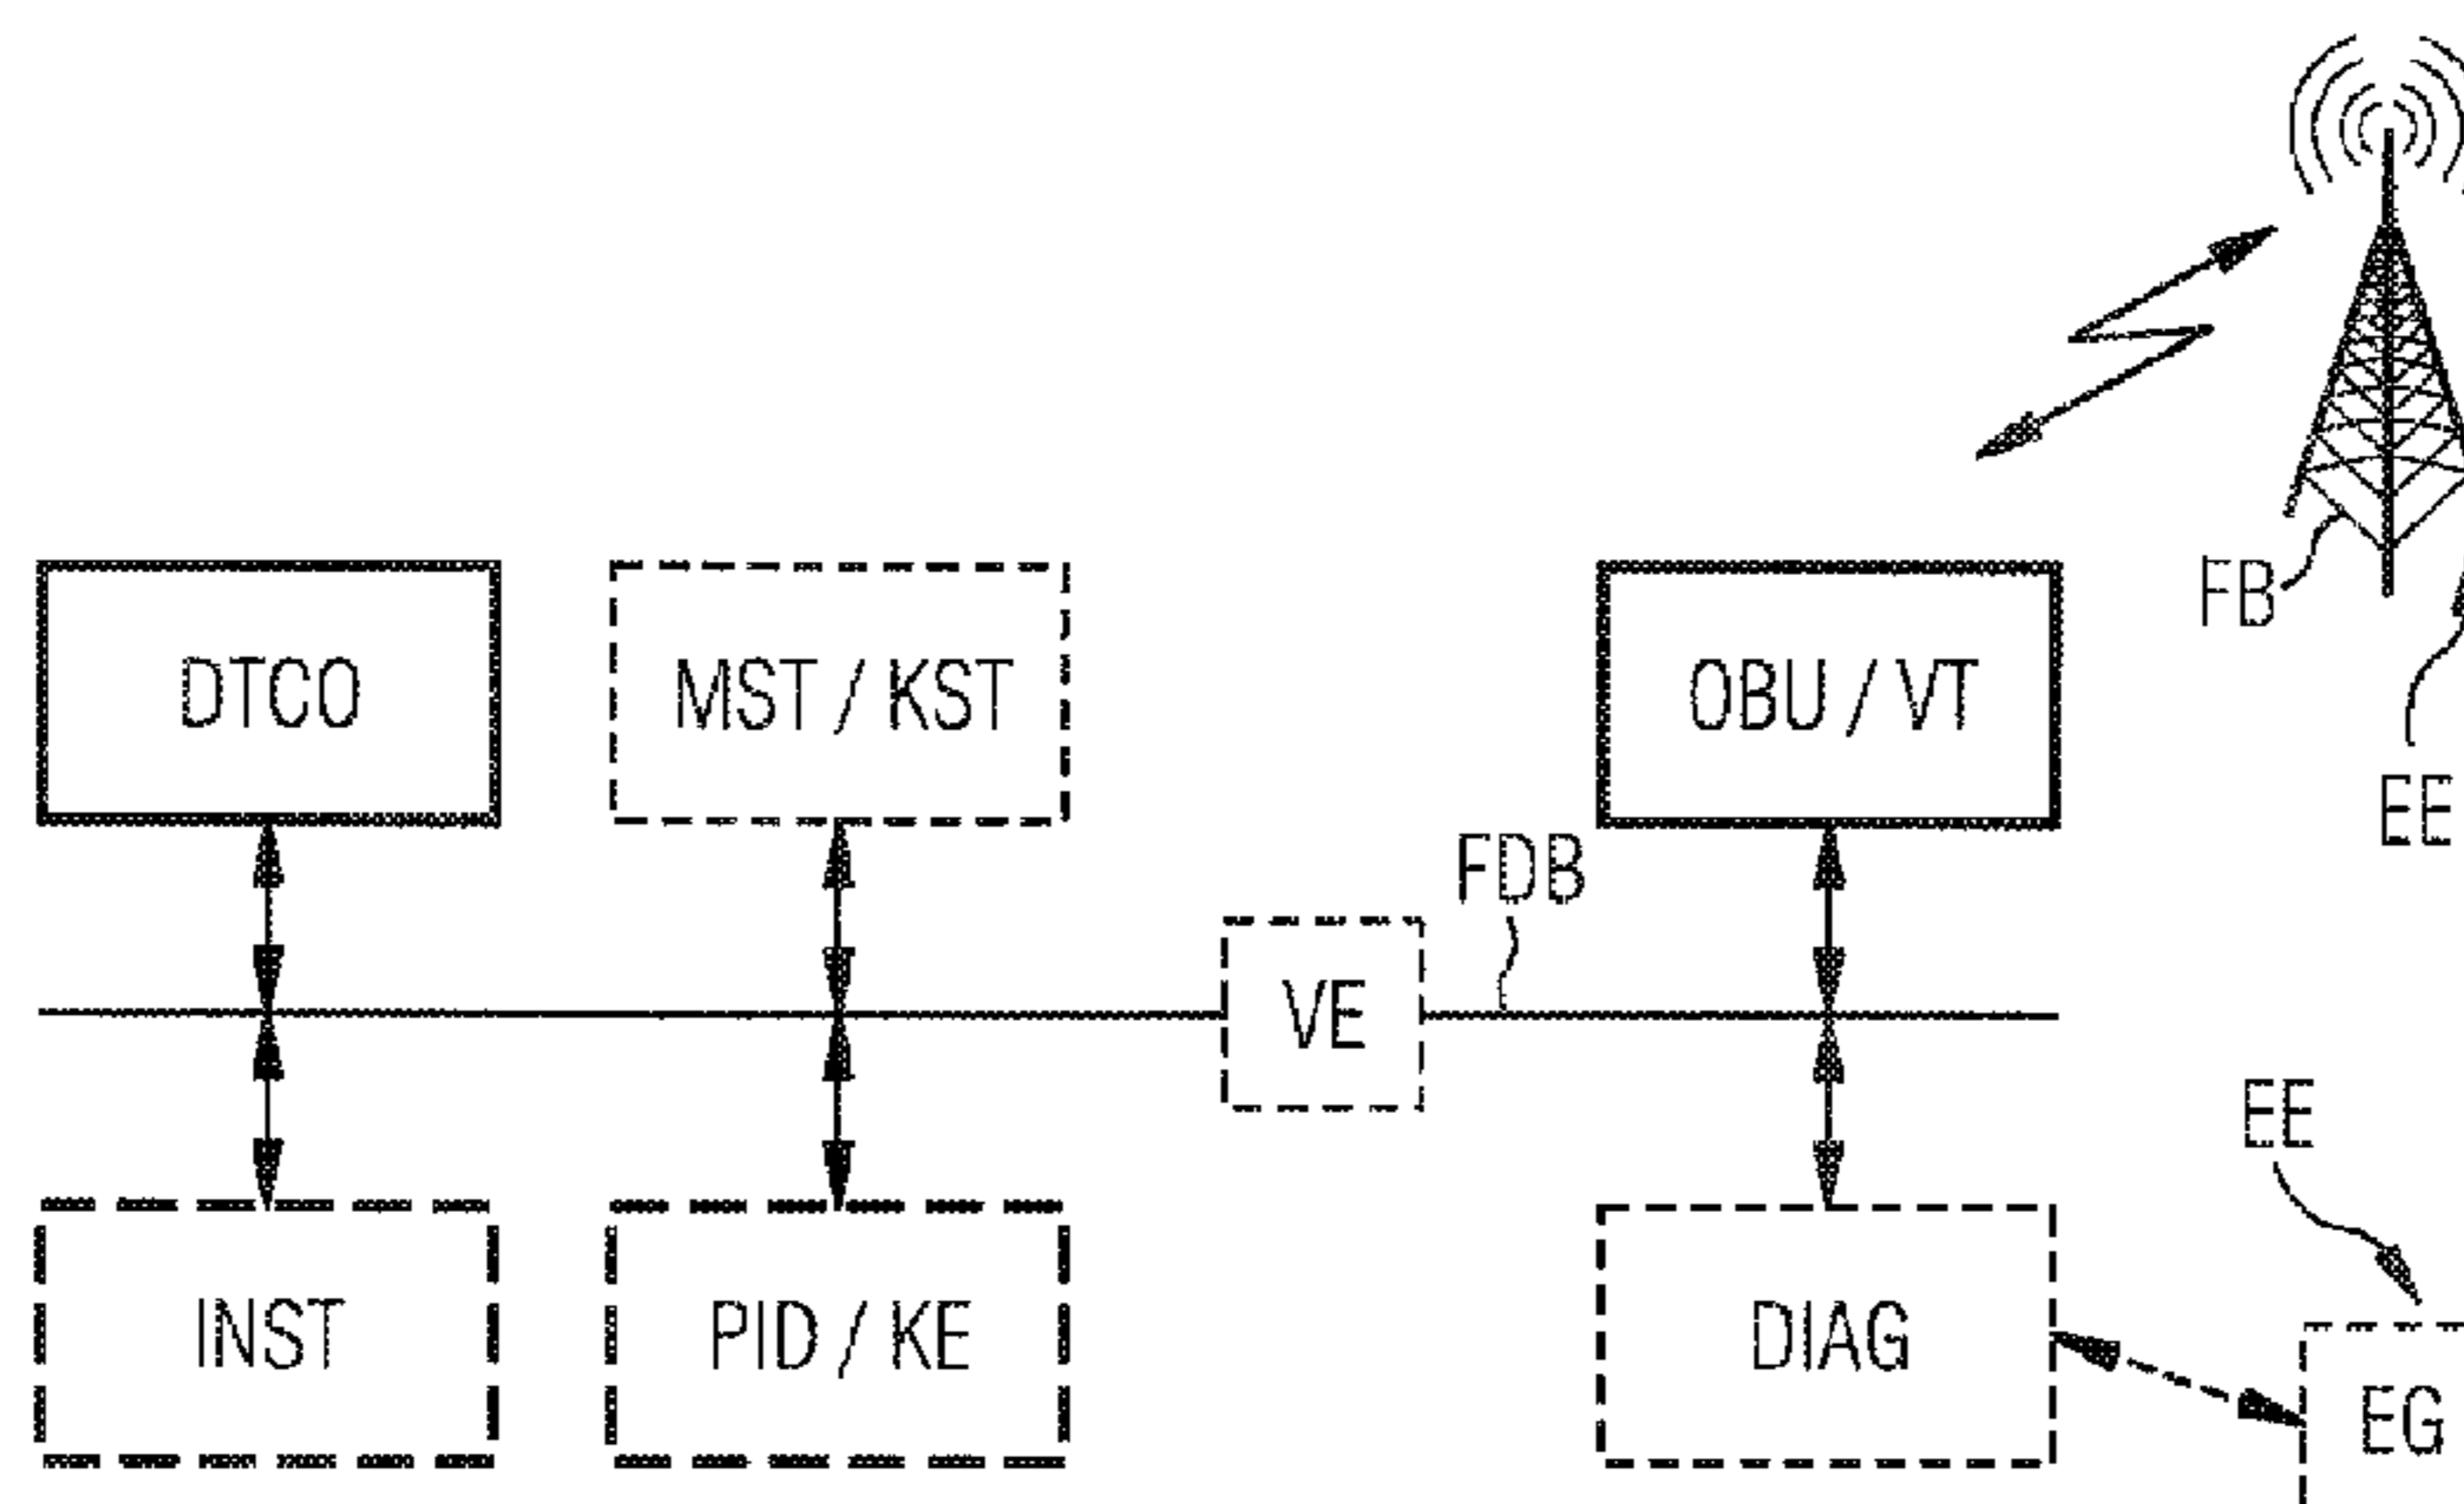 FB
DTCO
MST / KST
OBU / VT
EE
FDB
VE
EE
INST
PID / KE
DIAG
EG